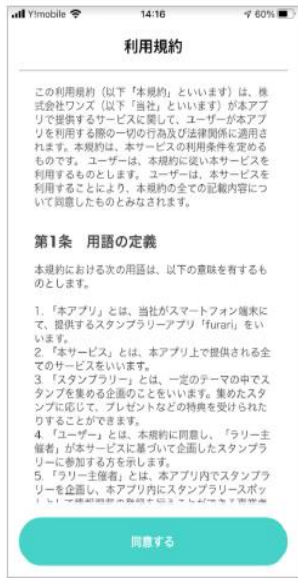 Y!mobile 14:16 60%
利用規約
この利用規約（以下「本規約」といいます）は、株
式会社ワンズ（以下「当社」といいます）が本アプ
リで提供するサービスに関して、ユーザーが本アプ
リを利用する際の一切の行為及び法律関係に適用さ
れます。本規約は、本サービスの利用条件を定める
ものです。 ユーザーは、本規約に従い本サービスを
利用するものとします。 ユーザーは、本サービスを
利用することにより、本規約の全ての記載内容につ
いて同意したものとみなされます。
第1条　用語の定義
本規約における次の用語は、以下の意味を有するも
のとします。
1. 「本アプリ」とは、当社がスマートフォン端末に
て、提供するスタンプラリーアプリ「furari」をい
います。
2. 「本サービス」とは、本アプリ上で提供される全
てのサービスをいいます。
3. 「スタンプラリー」とは、一定のテーマの中でス
タンプを集める企画のことをいいます。集めたスタ
ンプに応じて、プレゼントなどの特典を受けられた
りすることができます。
4. 「ユーザー」とは、本規約に同意し、「ラリー主
催者」が本サービスに基づいて企画したスタンプラ
リーに参加する方を示します。
5. 「ラリー主催者」とは、本アプリ内でスタンプラ
リーを企画し、本アプリ内にスタンプラリースポッ
同意する